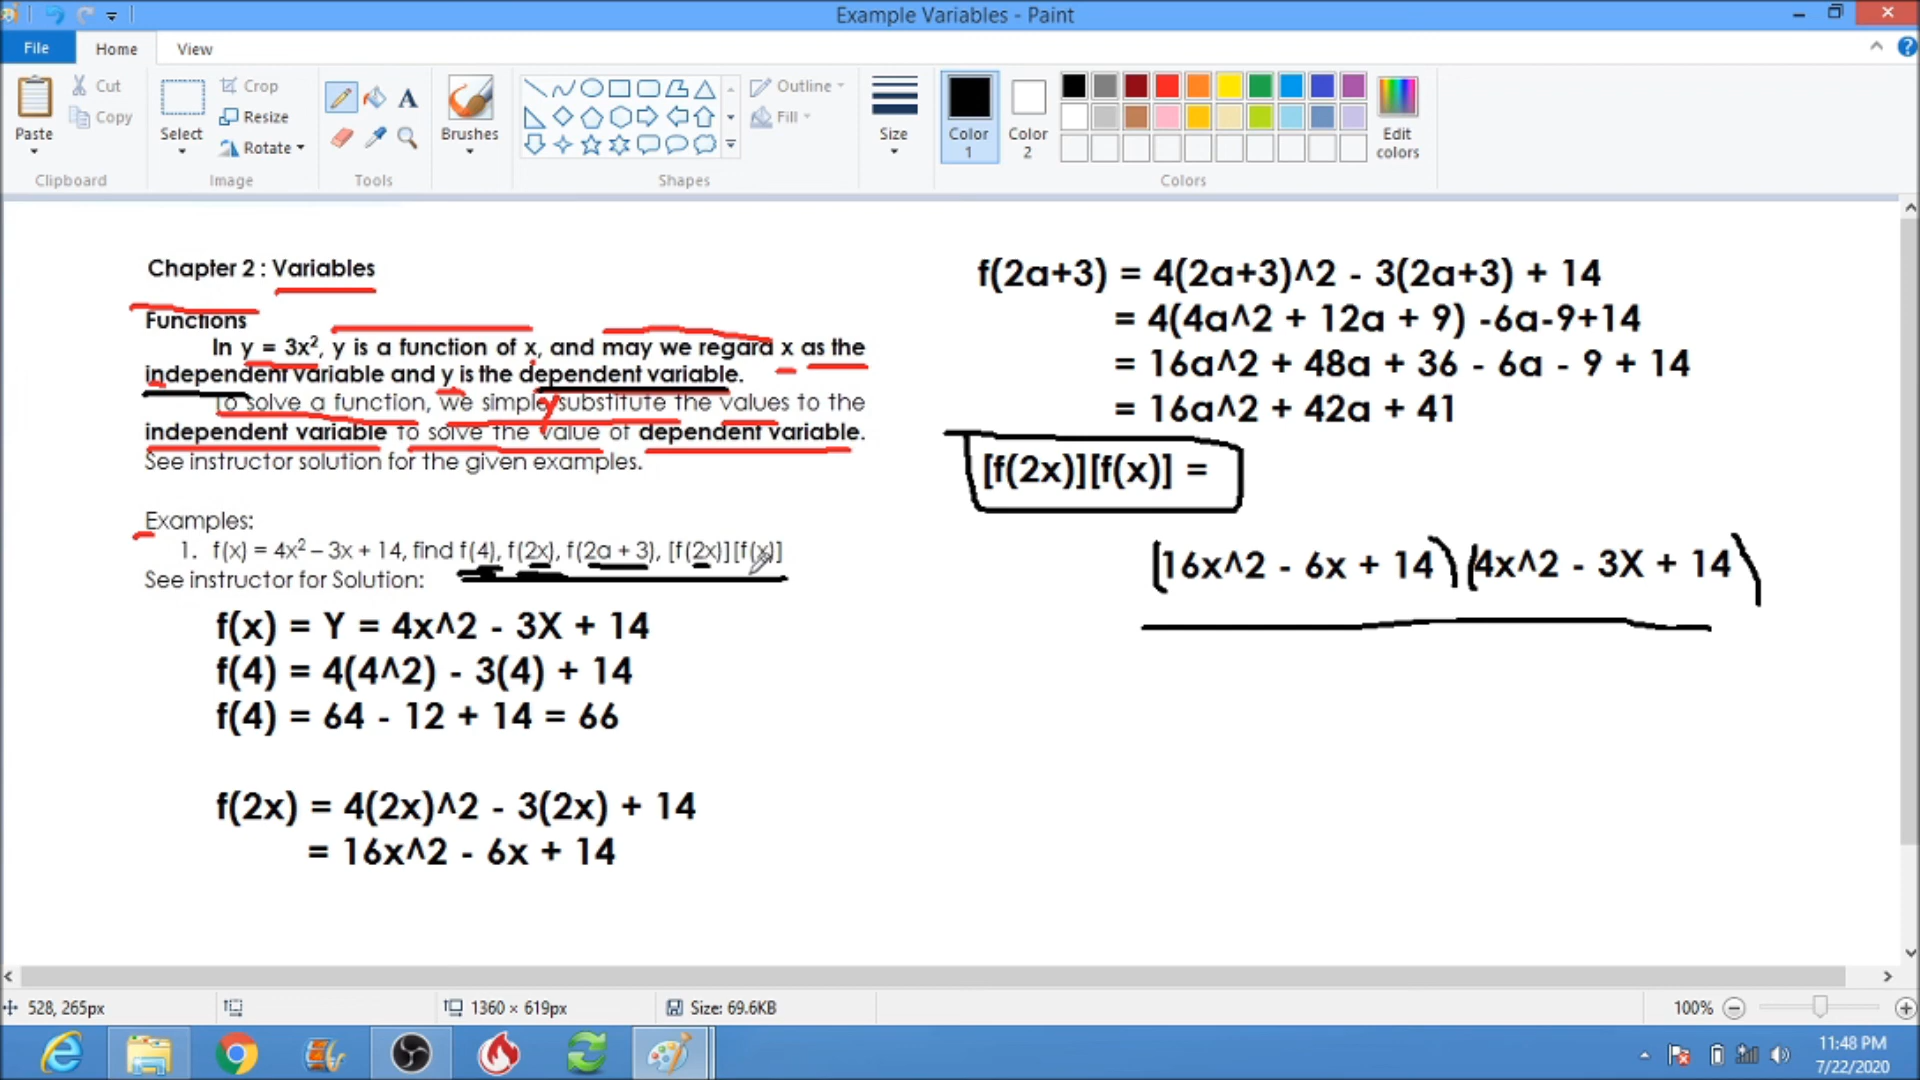 Example Variables - Paint
File
Home
View
Paste
Cut
Copy
Clipboard
Select
Crop
Resize
Rotate
Image
A
Tools
Brushes
Outline
Fill
Shapes
Size
Color 1
Color 2
Edit colors
Colors
Chapter 2 : Variables
Functions
In y = 3x², y is a function of x, and may we regard x as the
independent variable and y is the dependent variable.
To solve a function, we simple substitute the values to the
y
independent variable to solve the value of dependent variable.
See instructor solution for the given examples.
Examples:
1. f(x) = 4x² – 3x + 14, find f(4), f(2x), f(2a + 3), [f(2x)][f(x)]
See instructor for Solution:
f(x) = Y = 4x^2 - 3X + 14
f(4) = 4(4^2) - 3(4) + 14
f(4) = 64 - 12 + 14 = 66
f(2x) = 4(2x)^2 - 3(2x) + 14
= 16x^2 - 6x + 14
f(2a+3) = 4(2a+3)^2 - 3(2a+3) + 14
= 4(4a^2 + 12a + 9) -6a-9+14
= 16a^2 + 48a + 36 - 6a - 9 + 14
= 16a^2 + 42a + 41
[f(2x)][f(x)] =
(16x^2 - 6x + 14) (4x^2 - 3X + 14)
528, 265px
1360 × 619px
Size: 69.6KB
100%
11:48 PM
7/22/2020